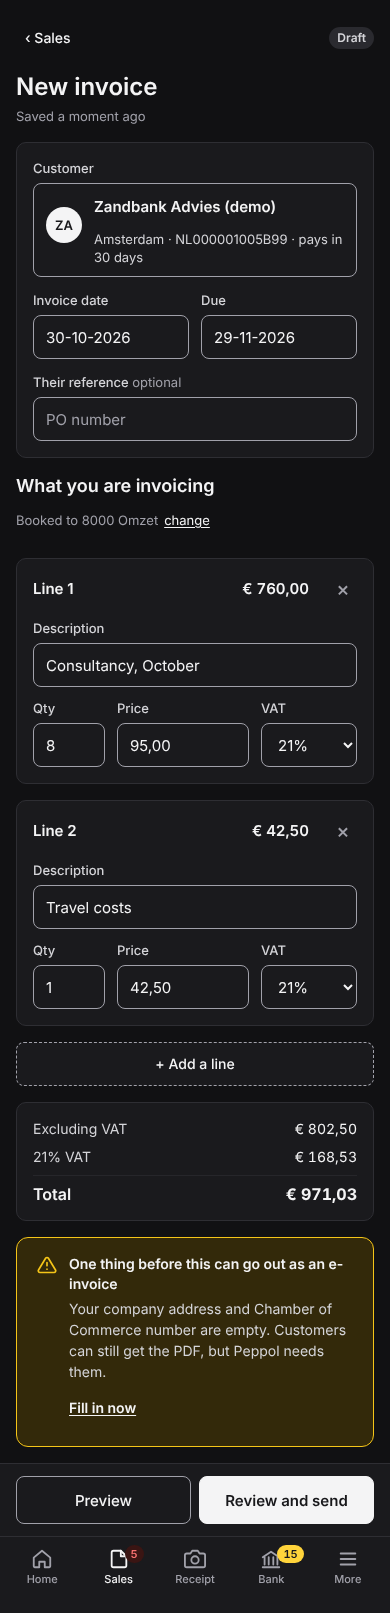 ‹ Sales
Draft
New invoice
Saved a moment ago
Customer
ZA
Zandbank Advies (demo)
Amsterdam · NL000001005B99 · pays in
30 days
Invoice date
Due
30-10-2026
29-11-2026
Their reference optional
PO number
What you are invoicing
Booked to 8000 Omzet change
Line 1
€ 760,00
×
Description
Consultancy, October
Qty
Price
VAT
8
95,00
21%
Line 2
€ 42,50
×
Description
Travel costs
Qty
Price
VAT
1
42,50
21%
+ Add a line
Excluding VAT
€ 802,50
21% VAT
€ 168,53
Total
€ 971,03
One thing before this can go out as an e-
invoice
Your company address and Chamber of
Commerce number are empty. Customers
can still get the PDF, but Peppol needs
them.
Fill in now
Preview
Review and send
5
15
Home
Sales
Receipt
Bank
More